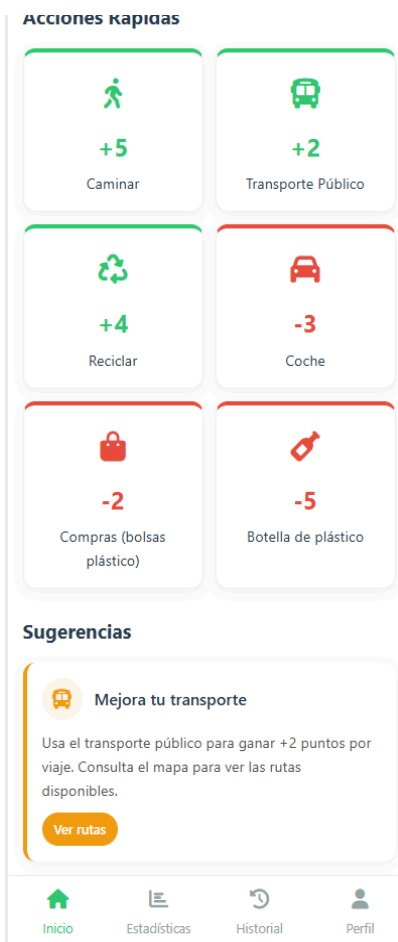 Acciones Rápidas
+5
Caminar
+2
Transporte Público
+4
Reciclar
-3
Coche
-2
Compras (bolsas
plástico)
-5
Botella de plástico
Sugerencias
Mejora tu transporte
Usa el transporte público para ganar +2 puntos por
viaje. Consulta el mapa para ver las rutas
disponibles.
Ver rutas
Inicio
Estadísticas
Historial
Perfil